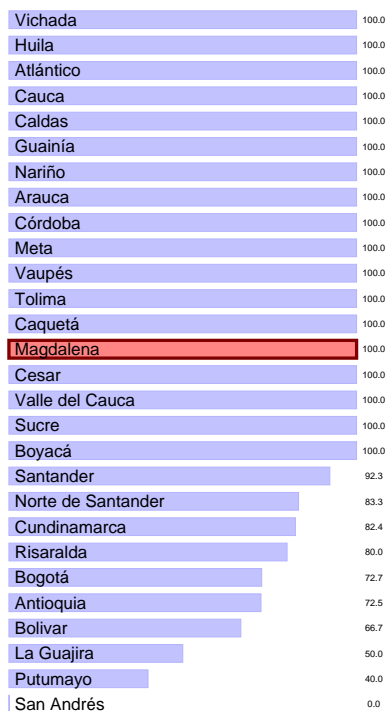 Vichada 100.0
Huila 100.0
Atlántico 100.0
Cauca 100.0
Caldas 100.0
Guainía 100.0
Nariño 100.0
Arauca 100.0
Córdoba 100.0
Meta 100.0
Vaupés 100.0
Tolima 100.0
Caquetá 100.0
Magdalena 100.0
Cesar 100.0
Valle del Cauca 100.0
Sucre 100.0
Boyacá 100.0
Santander 92.3
Norte de Santander 83.3
Cundinamarca 82.4
Risaralda 80.0
Bogotá 72.7
Antioquia 72.5
Bolivar 66.7
La Guajira 50.0
Putumayo 40.0
San Andrés 0.0